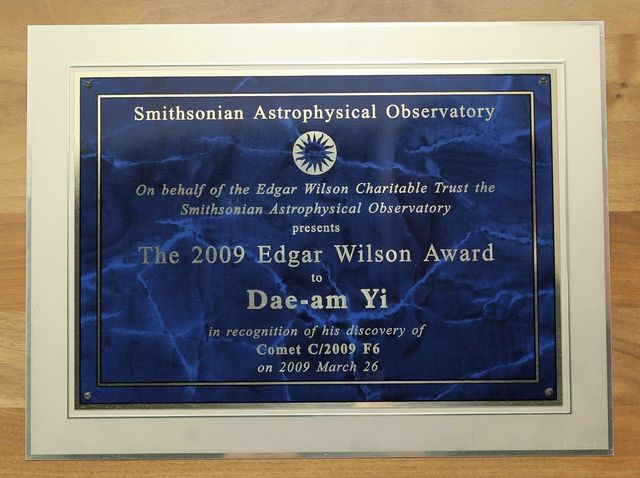 Smithsonian Astrophysical Observatory
On behalf of the Edgar Wilson Charitable Trust the
Smithsonian Astrophysical Observatory
presents
The 2009 Edgar Wilson Award
to
Dae-am Yi
in recognition of his discovery of
Comet C/2009 F6
on 2009 March 26